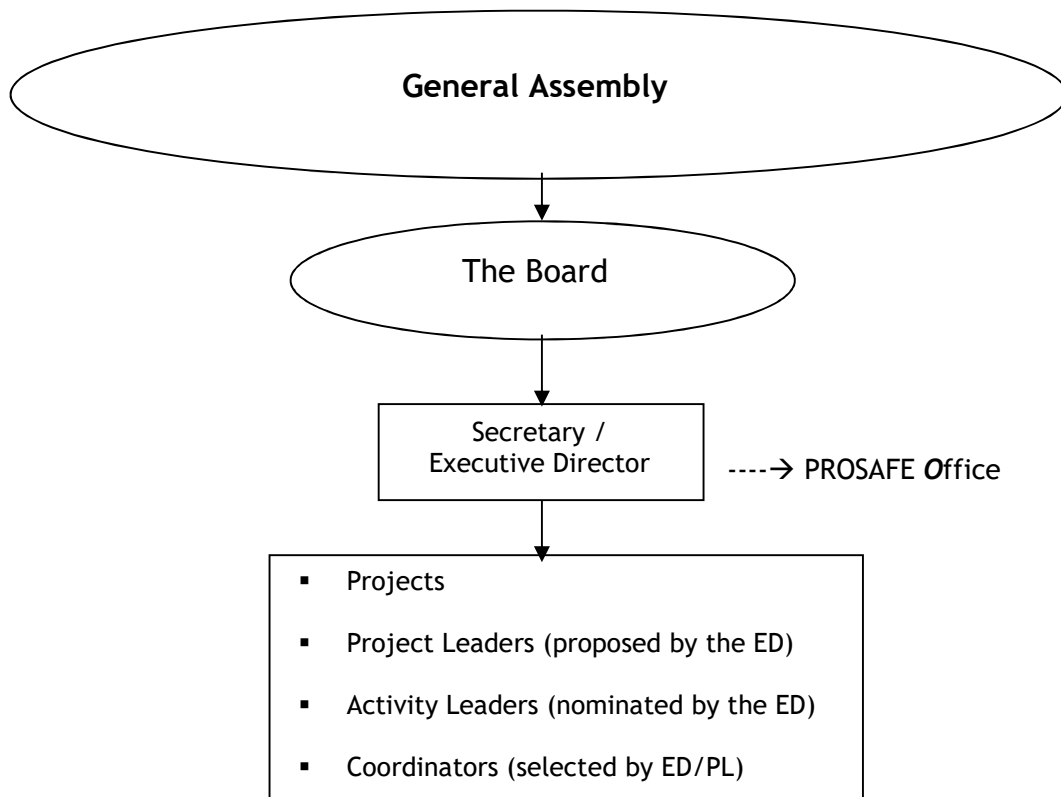 General Assembly
The Board
Secretary /
Executive Director
----→ PROSAFE Office
▪ Projects
▪ Project Leaders (proposed by the ED)
▪ Activity Leaders (nominated by the ED)
▪ Coordinators (selected by ED/PL)